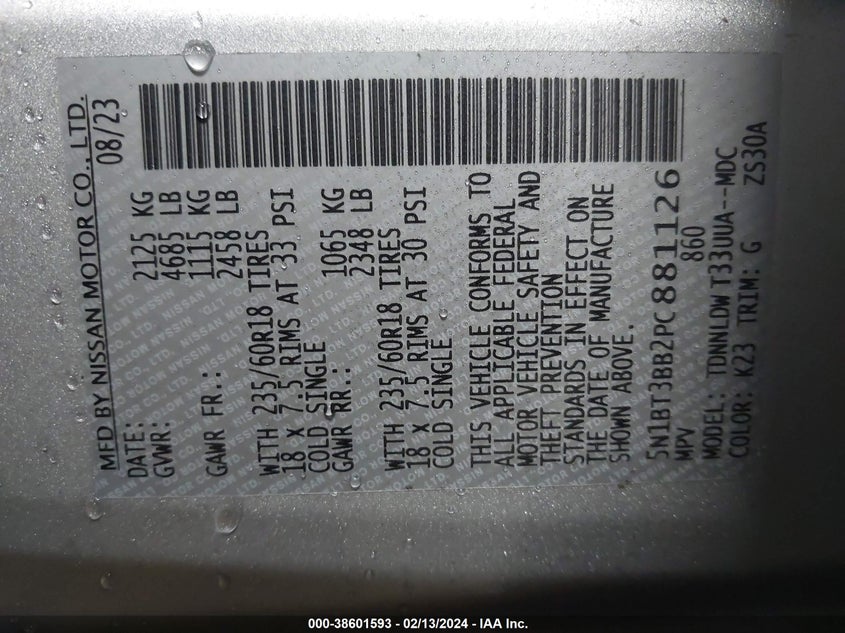 MFD BY NISSAN MOTOR CO., LTD.
DATE: 08/23
GVWR: 2125 KG
4685 LB
GAWR FR.: 1115 KG
2458 LB
WITH 235/60R18 TIRES
18 X 7.5 RIMS AT 33 PSI
COLD SINGLE
GAWR RR.: 1065 KG
2348 LB
WITH 235/60R18 TIRES
18 X 7.5 RIMS AT 30 PSI
COLD SINGLE
THIS VEHICLE CONFORMS TO
ALL APPLICABLE FEDERAL
MOTOR VEHICLE SAFETY AND
THEFT PREVENTION
STANDARDS IN EFFECT ON
THE DATE OF MANUFACTURE
SHOWN ABOVE.
5N1BT3BB2PC881126
MPV 860
MODEL: TDNNLDW T33UUA--MDC
COLOR: K23 TRIM: G ZS30A
000-38601593 - 02/13/2024 - IAA Inc.